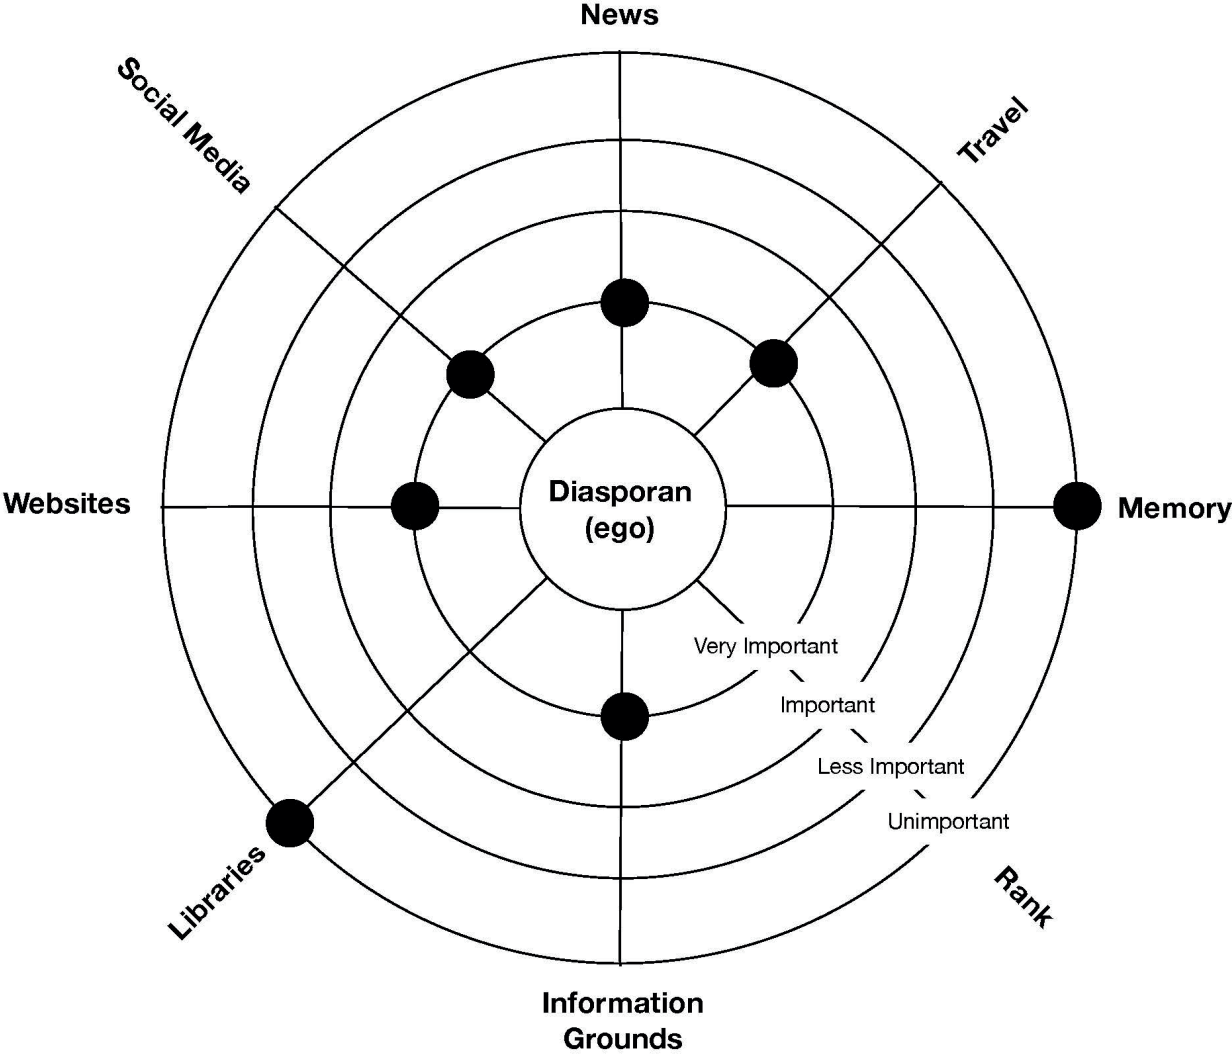 News
Social Media
Travel
Websites
Diasporan
(ego)
Memory
Very Important
Important
Less Important
Unimportant
Libraries
Rank
Information
Grounds